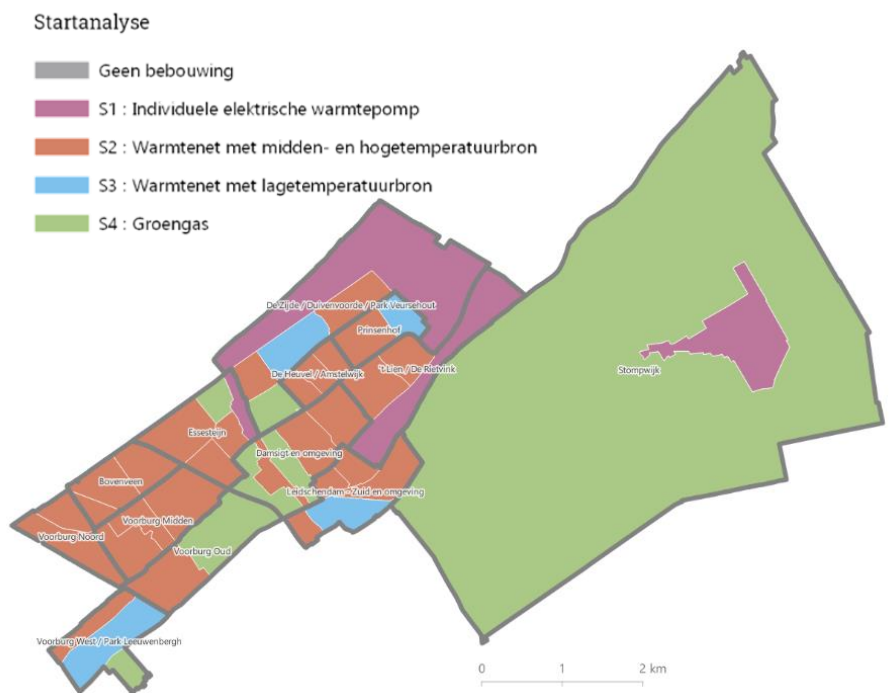 Startanalyse
Geen bebouwing
S1 : Individuele elektrische warmtepomp
S2 : Warmtenet met midden- en hogetemperatuurbron
S3 : Warmtenet met lagetemperatuurbron
S4 : Groengas
De Zijde / Duivenvoorde / Park Veursehout
Prinsenhof
De Heuvel / Amstelwijk
't Lien / De Rietvink
Stompwijk
Essesteijn
Damsigt en omgeving
Bovenveen
Leidschendam - Zuid en omgeving
Voorburg Midden
Voorburg Noord
Voorburg Oud
Voorburg West / Park Leeuwenbergh
0 1 2 km